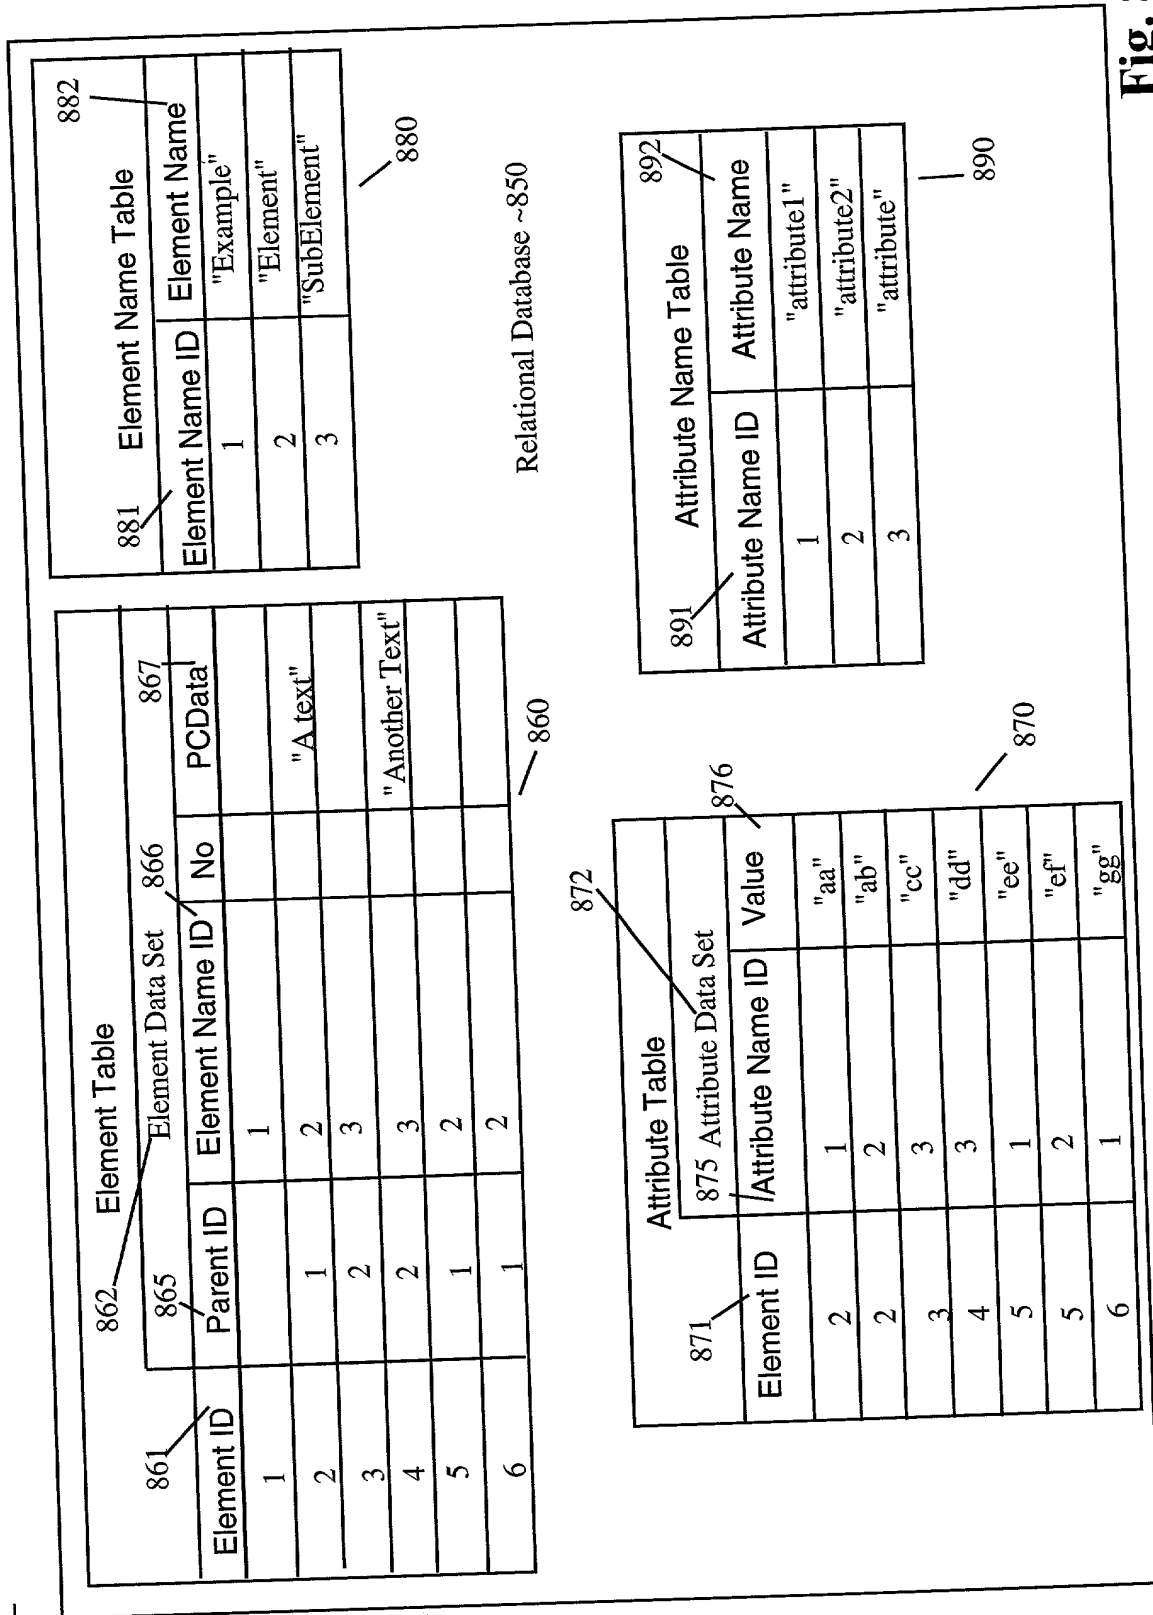 Element Table
862 Element Data Set
865 866 867
861
Element ID Parent ID Element Name ID No PCData
1 1
2 1 2 "A text"
3 2 3
4 2 3 "Another Text"
5 1 2
6 1 2
860
Element Name Table
881 882
Element Name ID Element Name
1 "Example"
2 "Element"
3 "SubElement"
880
Relational Database ~850
872
Attribute Table
876
871 875 Attribute Data Set
Element ID Attribute Name ID Value
2 1 "aa"
2 2 "ab"
3 3 "cc"
4 3 "dd"
5 1 "ee"
5 2 "ef"
6 1 "gg"
870
Attribute Name Table
891 892
Attribute Name ID Attribute Name
1 "attribute1"
2 "attribute2"
3 "attribute"
890
Fig.